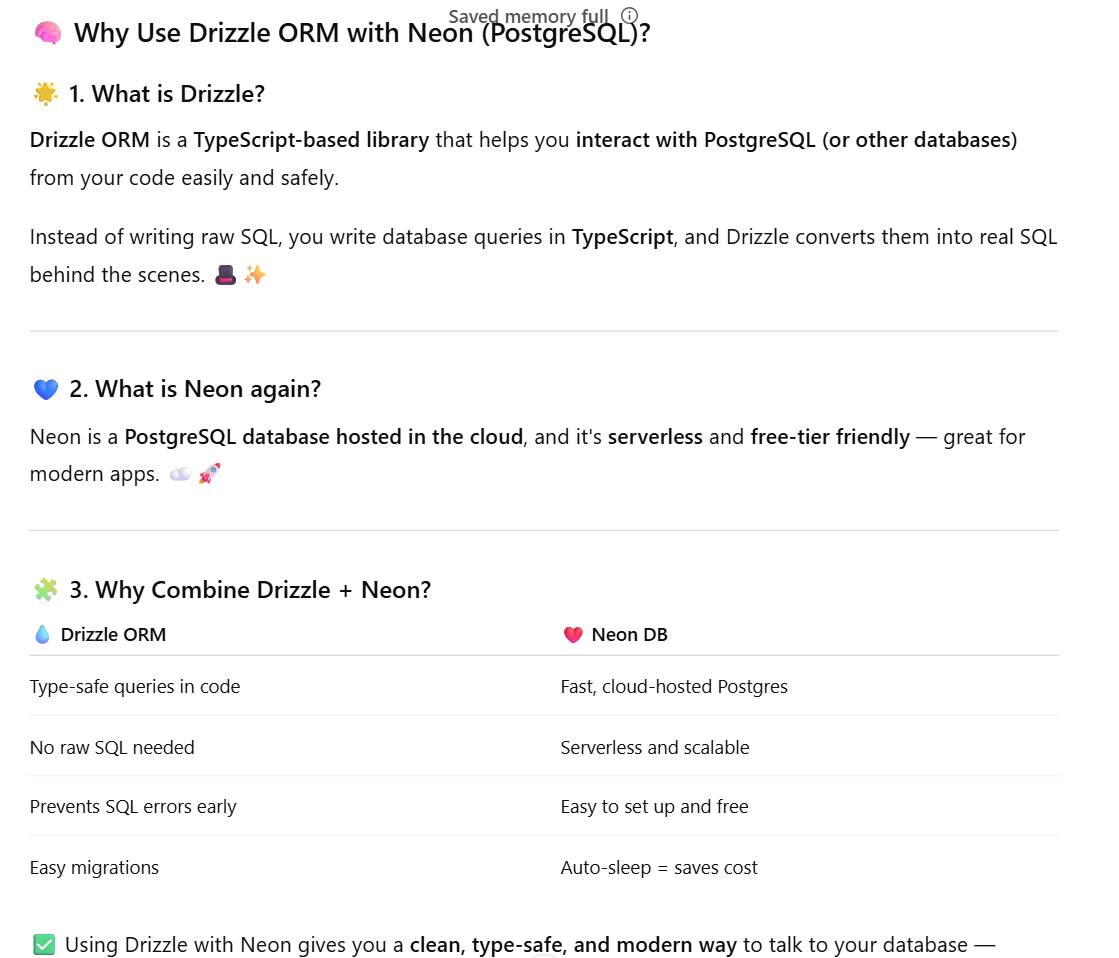 Saved memory full
🧠 Why Use Drizzle ORM with Neon (PostgreSQL)?
🌟 1. What is Drizzle?
Drizzle ORM is a TypeScript-based library that helps you interact with PostgreSQL (or other databases)
from your code easily and safely.
Instead of writing raw SQL, you write database queries in TypeScript, and Drizzle converts them into real SQL
behind the scenes. 🎩✨
💙 2. What is Neon again?
Neon is a PostgreSQL database hosted in the cloud, and it's serverless and free-tier friendly — great for
modern apps. ☁️🚀
🧩 3. Why Combine Drizzle + Neon?
💧 Drizzle ORM ❤️ Neon DB
Type-safe queries in code Fast, cloud-hosted Postgres
No raw SQL needed Serverless and scalable
Prevents SQL errors early Easy to set up and free
Easy migrations Auto-sleep = saves cost
✅ Using Drizzle with Neon gives you a clean, type-safe, and modern way to talk to your database —